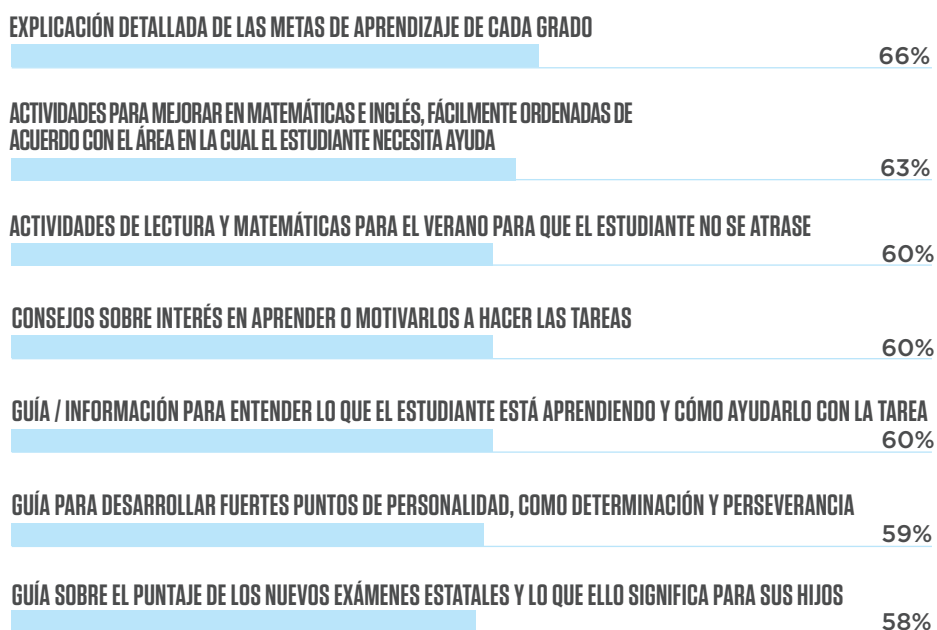 EXPLICACIÓN DETALLADA DE LAS METAS DE APRENDIZAJE DE CADA GRADO
66%
ACTIVIDADES PARA MEJORAR EN MATEMÁTICAS E INGLÉS, FÁCILMENTE ORDENADAS DE
ACUERDO CON EL ÁREA EN LA CUAL EL ESTUDIANTE NECESITA AYUDA
63%
ACTIVIDADES DE LECTURA Y MATEMÁTICAS PARA EL VERANO PARA QUE EL ESTUDIANTE NO SE ATRASE
60%
CONSEJOS SOBRE INTERÉS EN APRENDER O MOTIVARLOS A HACER LAS TAREAS
60%
GUÍA / INFORMACIÓN PARA ENTENDER LO QUE EL ESTUDIANTE ESTÁ APRENDIENDO Y CÓMO AYUDARLO CON LA TAREA
60%
GUÍA PARA DESARROLLAR FUERTES PUNTOS DE PERSONALIDAD, COMO DETERMINACIÓN Y PERSEVERANCIA
59%
GUÍA SOBRE EL PUNTAJE DE LOS NUEVOS EXÁMENES ESTATALES Y LO QUE ELLO SIGNIFICA PARA SUS HIJOS
58%